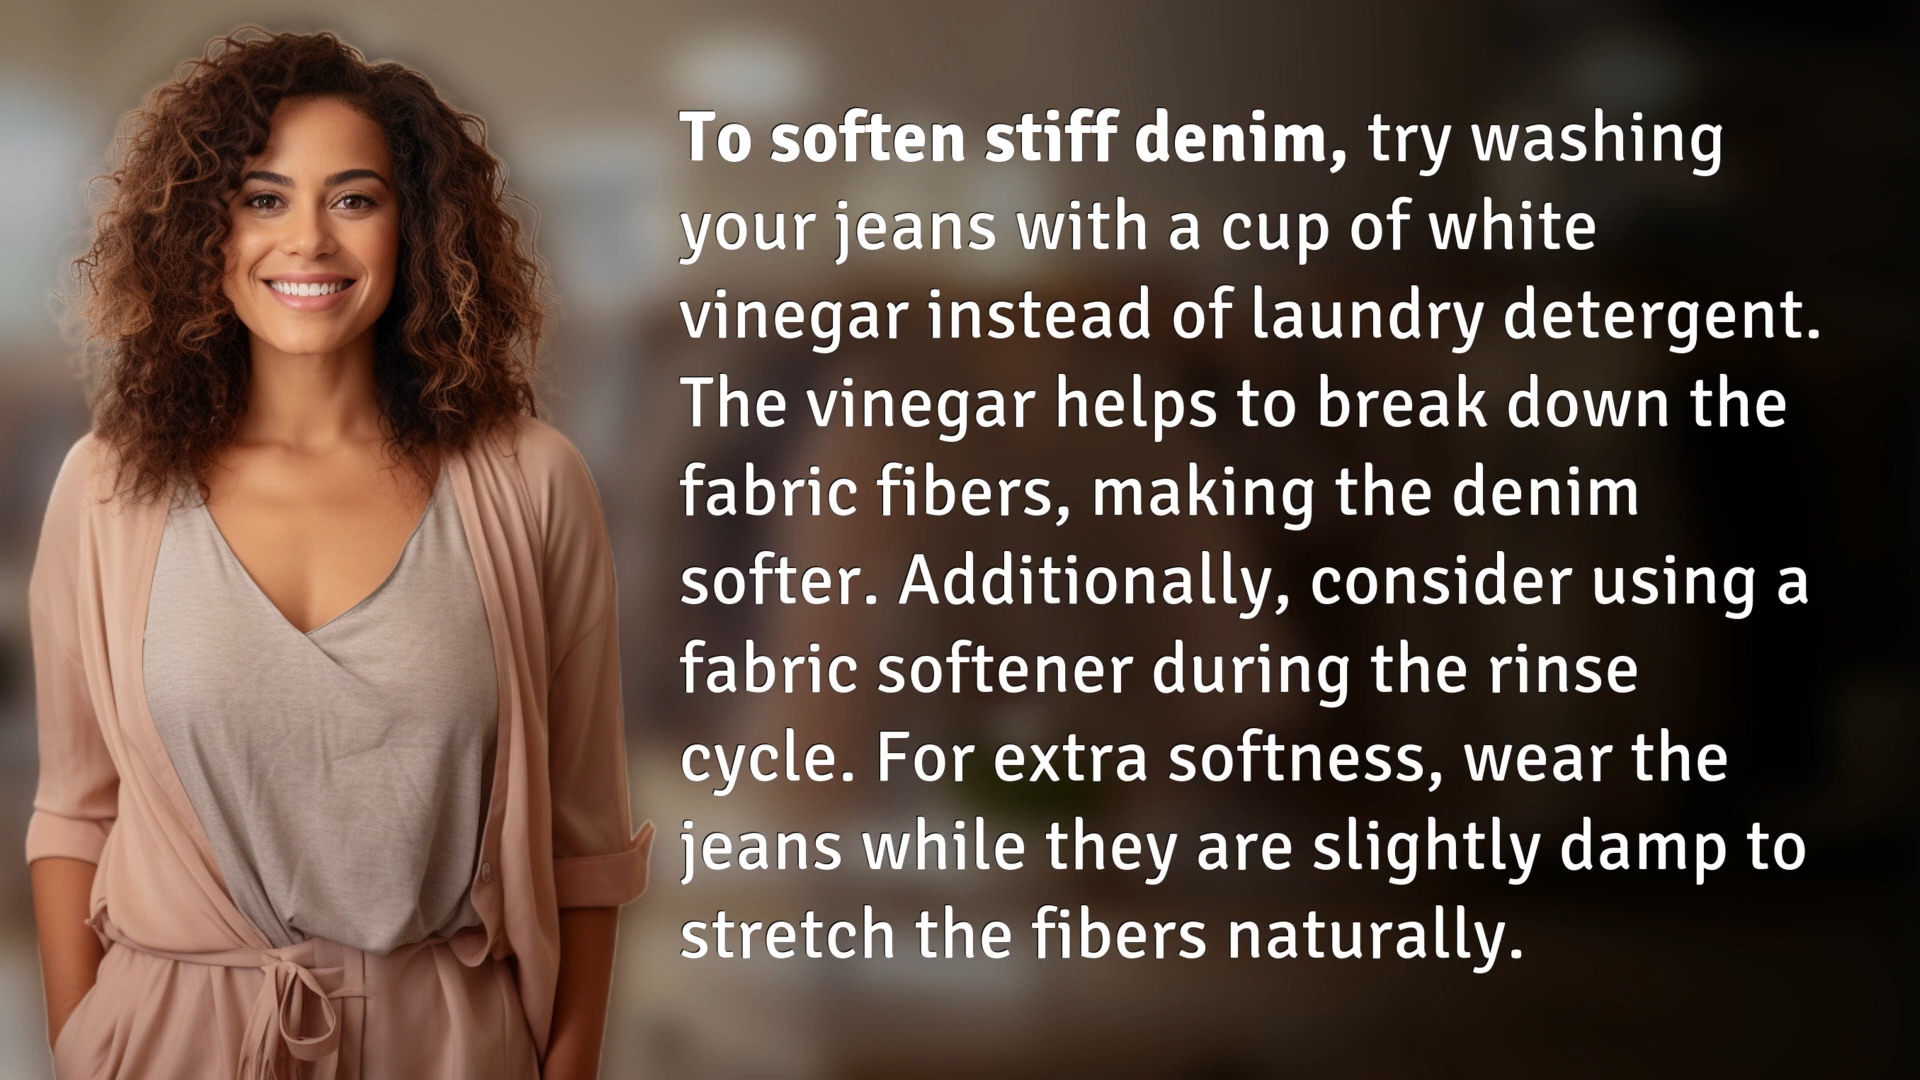 To soften stiff denim, try washing
your jeans with a cup of white
vinegar instead of laundry detergent.
The vinegar helps to break down the
fabric fibers, making the denim
softer. Additionally, consider using a
fabric softener during the rinse
cycle. For extra softness, wear the
jeans while they are slightly damp to
stretch the fibers naturally.